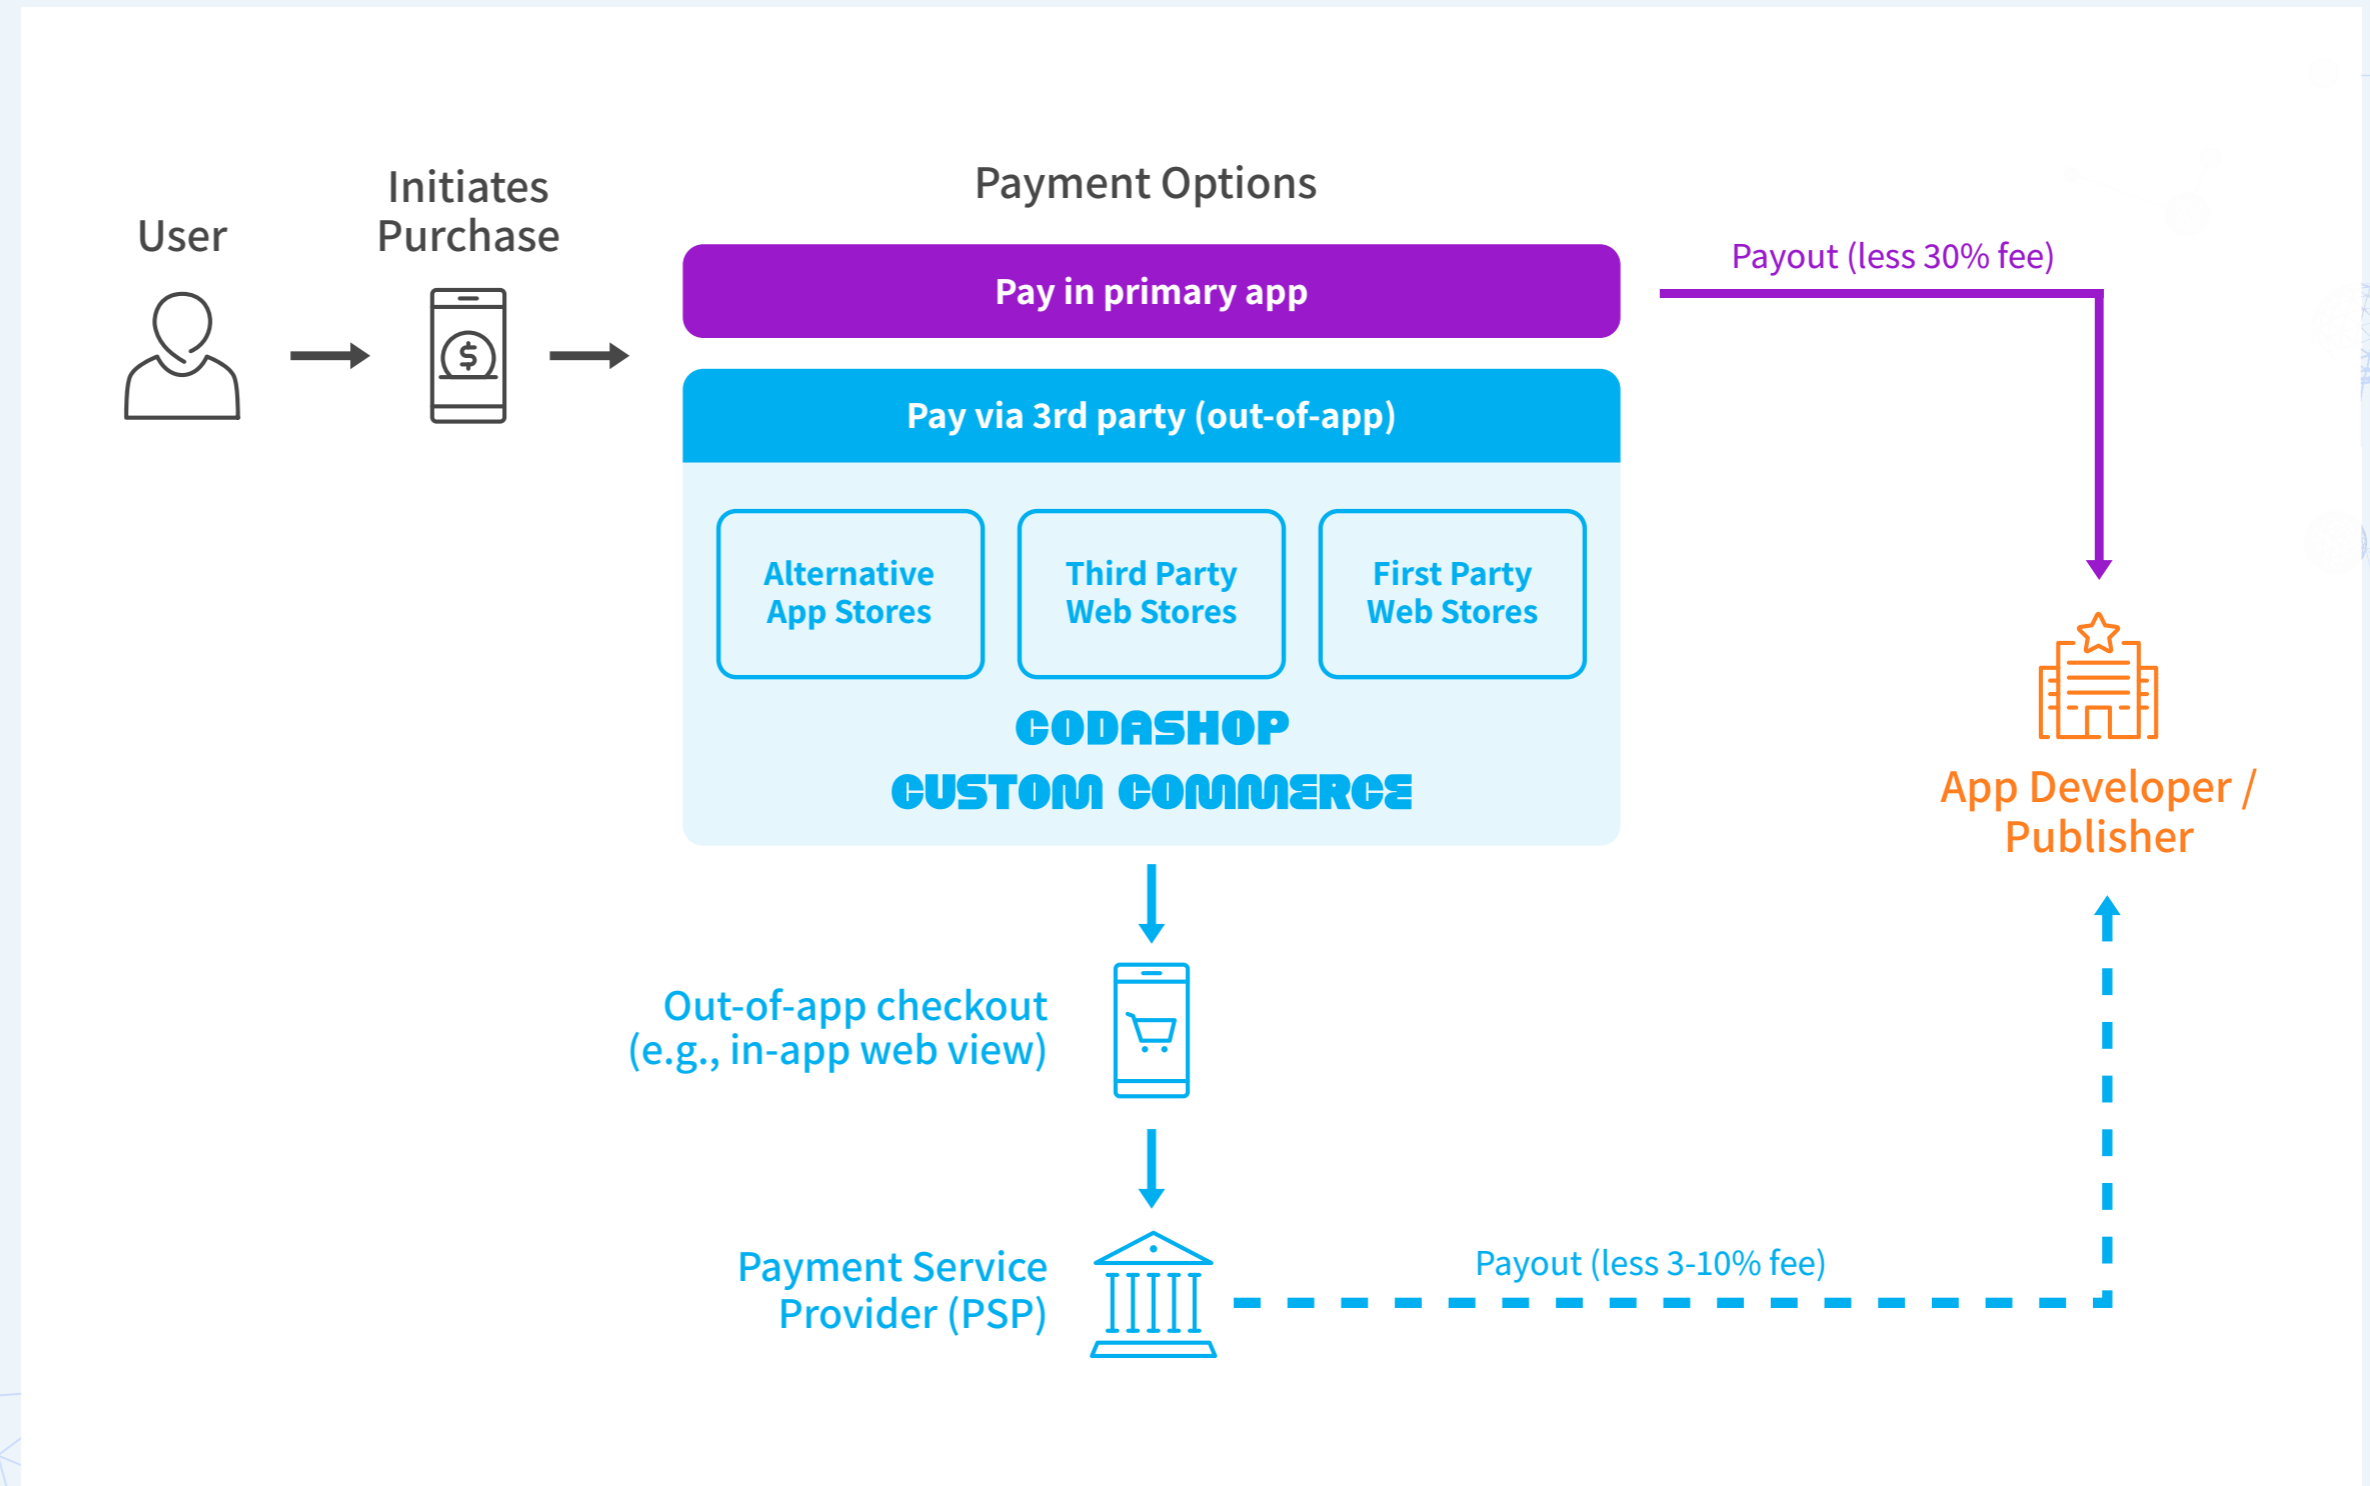 User
Initiates
Purchase
Payment Options
Pay in primary app
Payout (less 30% fee)
Pay via 3rd party (out-of-app)
Alternative
App Stores
Third Party
Web Stores
First Party
Web Stores
CODASHOP
CUSTOM COMMERCE
$
App Developer /
Publisher
Out-of-app checkout
(e.g., in-app web view)
Payment Service
Provider (PSP)
Payout (less 3-10% fee)